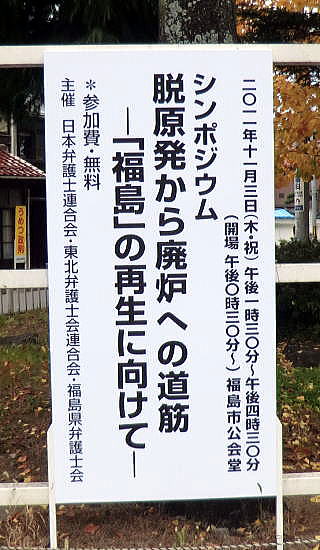 二〇一一年十一月三日(木・祝)午後一時三〇分〜午後四時三〇分
(開場 午後〇時三〇分〜)福島市公会堂
シンポジウム
脱原発から廃炉への道筋
―「福島」の再生に向けて―
*参加費・無料
主催 日本弁護士連合会・東北弁護士会連合会・福島県弁護士会